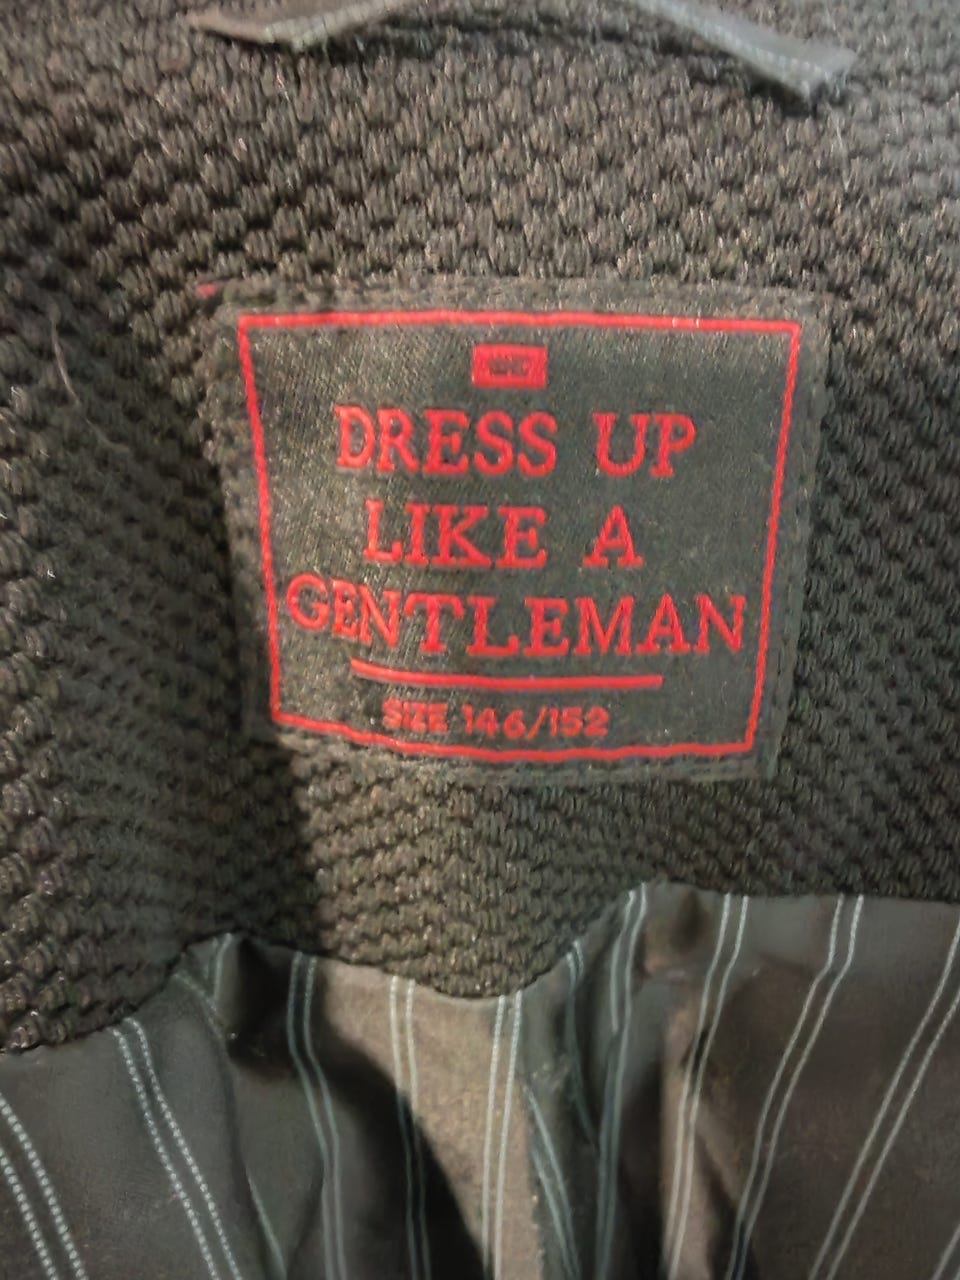 DRESS UP
LIKE A
GENTLEMAN
SIZE 146/152